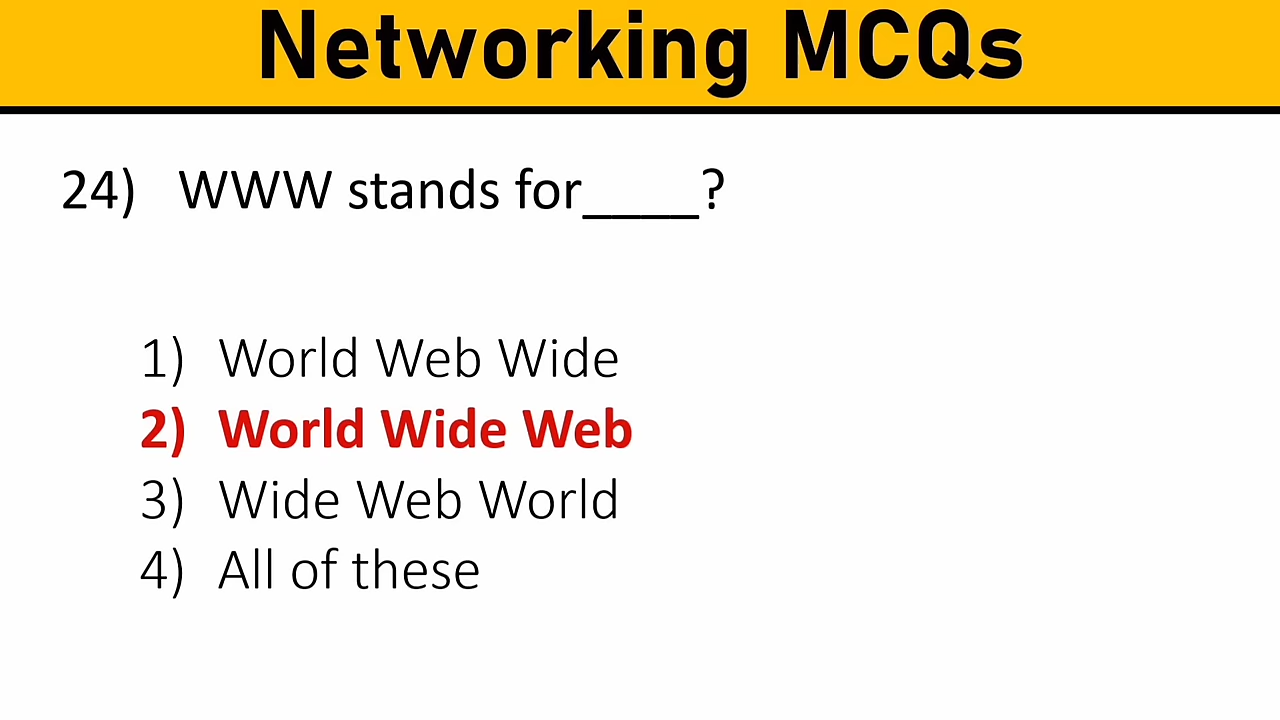 Networking MCQs
24) WWW stands for____?
1) World Web Wide
2) World Wide Web
3) Wide Web World
4) All of these